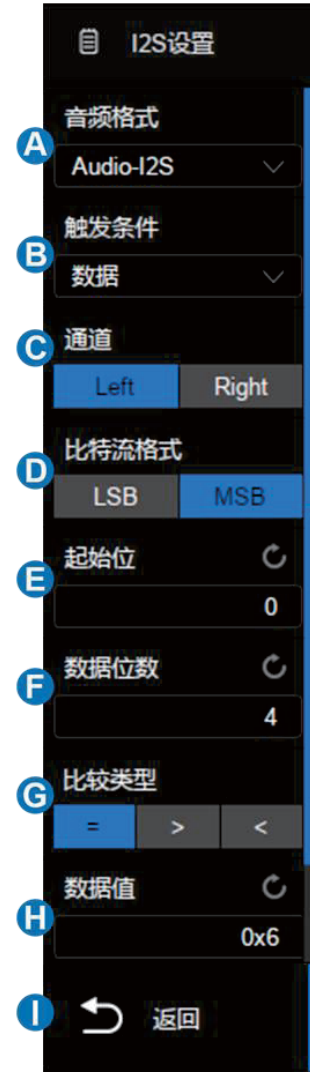 I2S设置
A
音频格式
Audio-I2S
B
触发条件
数据
C
通道
Left Right
D
比特流格式
LSB MSB
E
起始位
0
F
数据位数
4
G
比较类型
= > <
H
数据值
0x6
I
返回